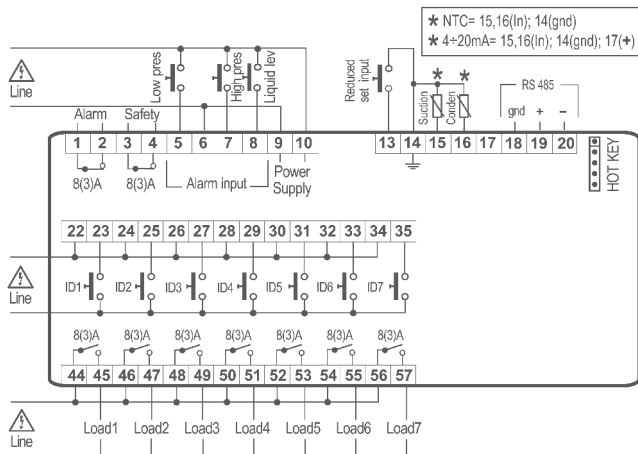 * NTC= 15,16(In); 14(gnd)
* 4÷20mA= 15,16(In); 14(gnd); 17(+)
Line
Low pres
High pres
Liquid lev
Reduced
set input
*
*
Suction
Conden
RS 485
gnd + –
Alarm Safety
1 2 3 4 5 6 7 8 9 10
13 14 15 16 17 18 19 20
8(3)A 8(3)A
Alarm input
Power
Supply
HOT KEY
22 23 24 25 26 27 28 29 30 31 32 33 34 35
Line
ID1 ID2 ID3 ID4 ID5 ID6 ID7
8(3)A 8(3)A 8(3)A 8(3)A 8(3)A 8(3)A 8(3)A
44 45 46 47 48 49 50 51 52 53 54 55 56 57
Line
Load1 Load2 Load3 Load4 Load5 Load6 Load7